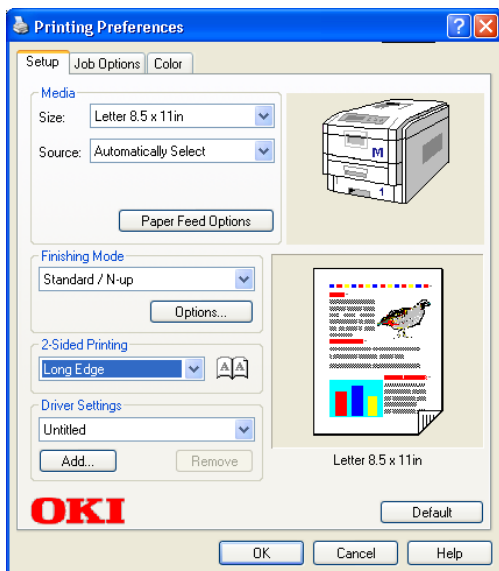 Printing Preferences
Setup Job Options Color
Media
Size: Letter 8.5 x 11in
Source: Automatically Select
M
1
Paper Feed Options
Finishing Mode
Standard / N-up
Options...
2-Sided Printing
Long Edge
A A
Driver Settings
Untitled
Add... Remove
Letter 8.5 x 11in
OKI
Default
OK Cancel Help